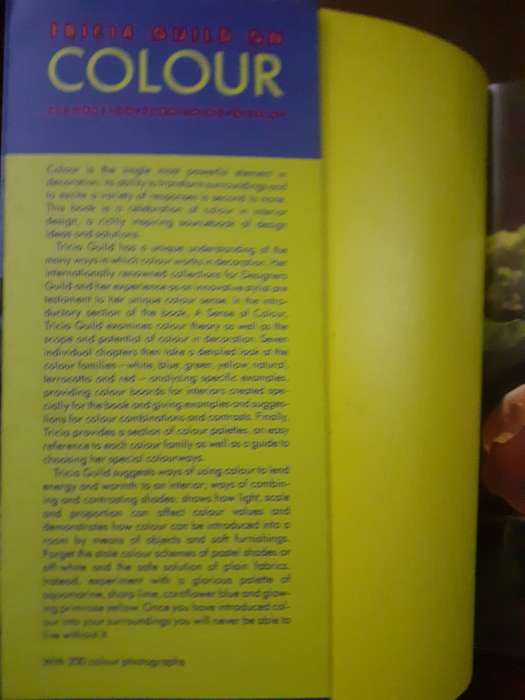 TRICIA GUILD ON
COLOUR
Colour is the single most powerful element in
decoration. Its ability to transform surroundings and
to excite a variety of responses is second to none.
This book is a celebration of colour in interior
design, a richly inspiring sourcebook of design
ideas and solutions.
Tricia Guild has a unique understanding of the
many ways in which colour works in decoration. Her
internationally renowned collections for Designers
Guild and her experience as an innovative stylist are
testament to her unique colour sense. In the intro-
ductory section of the book, A Sense of Colour,
Tricia Guild examines colour theory as well as the
scope and potential of colour in decoration. Seven
individual chapters then take a detailed look at the
colour families – white, blue, green, yellow, natural,
terracotta and red – analysing specific examples,
providing colour boards for interiors created spe-
cially for the book and giving examples and sugges-
tions for colour combinations and contrasts. Finally,
Tricia provides a section of colour palettes, an easy
reference to each colour family as well as a guide to
choosing her special colourways.
Tricia Guild suggests ways of using colour to lend
energy and warmth to an interior, ways of combin-
ing and contrasting shades; shows how light, scale
and proportion can affect colour values and
demonstrates how colour can be introduced into a
room by means of objects and soft furnishings.
Forget the stale colour schemes of pastel shades or
off-white and the safe solution of plain fabrics.
Instead, experiment with a glorious palette of
aquamarine, sharp lime, cornflower blue and glow-
ing primrose yellow. Once you have introduced col-
our into your surroundings you will never be able to
live without it.
With 200 colour photographs